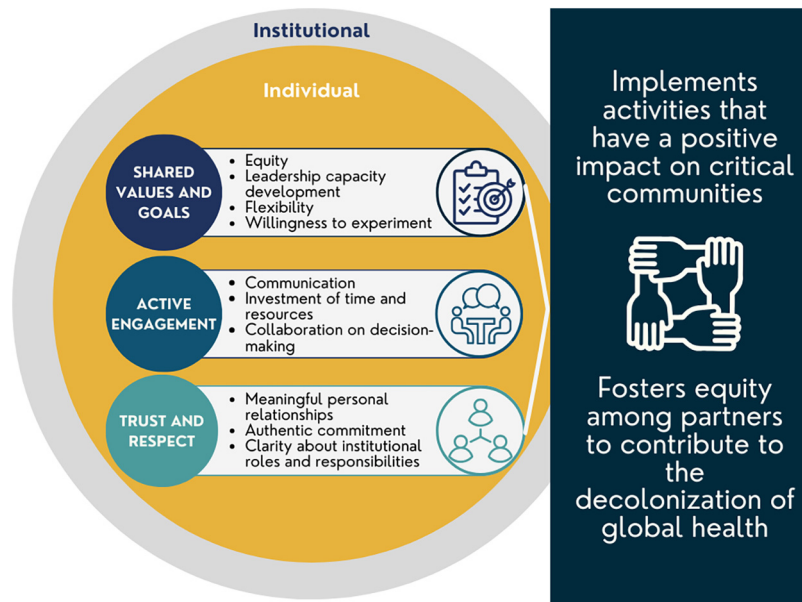 Institutional
Individual
SHARED
VALUES AND
GOALS
• Equity
• Leadership capacity
development
• Flexibility
• Willingness to experiment
ACTIVE
ENGAGEMENT
• Communication
• Investment of time and
resources
• Collaboration on decision-
making
TRUST AND
RESPECT
• Meaningful personal
relationships
• Authentic commitment
• Clarity about institutional
roles and responsibilities
Implements
activities that
have a positive
impact on critical
communities
Fosters equity
among partners
to contribute to
the
decolonization of
global health